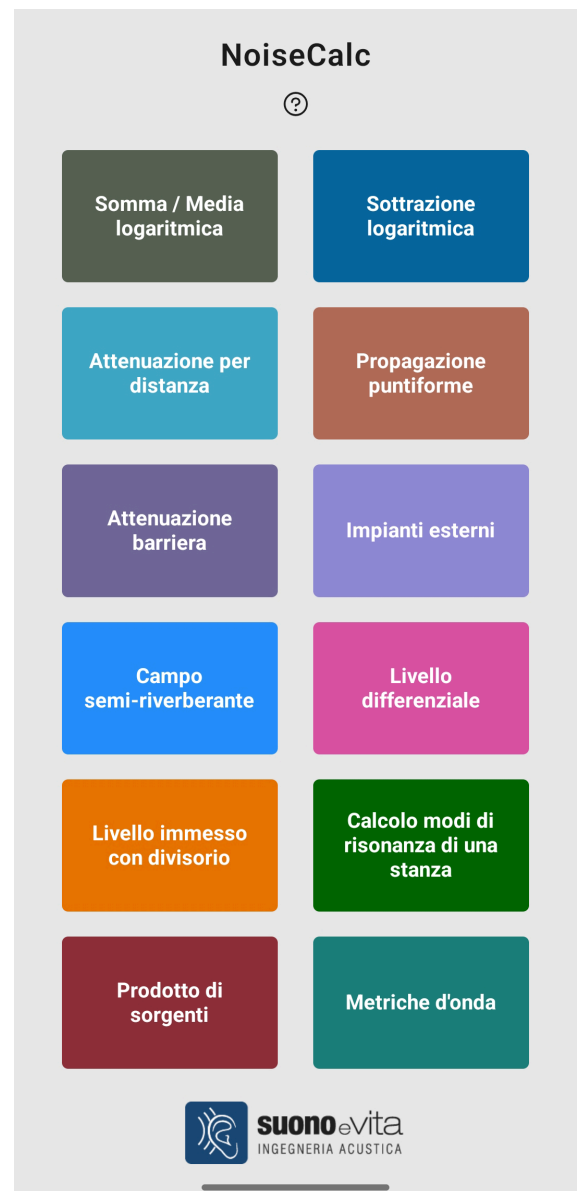 NoiseCalc
?
Somma / Media
logaritmica
Sottrazione
logaritmica
Attenuazione per
distanza
Propagazione
puntiforme
Attenuazione
barriera
Impianti esterni
Campo
semi-riverberante
Livello
differenziale
Livello immesso
con divisorio
Calcolo modi di
risonanza di una
stanza
Prodotto di
sorgenti
Metriche d'onda
suonoevita
INGEGNERIA ACUSTICA